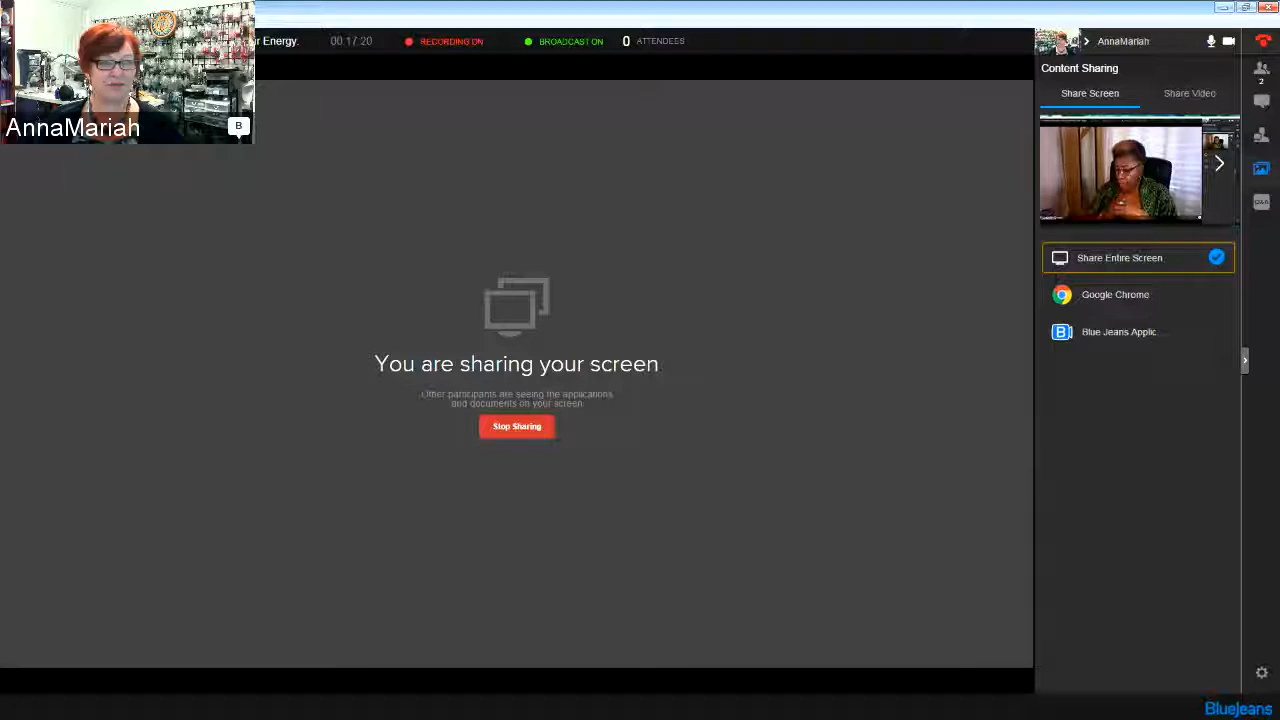 AnnaMariah
B
r Energy.
00:17:20
RECORDING ON
BROADCAST ON
0 ATTENDEES
AnnaMariah
Content Sharing
2
Share Screen
Share Video
Share Entire Screen
Google Chrome
B
Blue Jeans Applic...
You are sharing your screen
Other participants are seeing the applications
and documents on your screen.
Stop Sharing
Q&A
BlueJeans